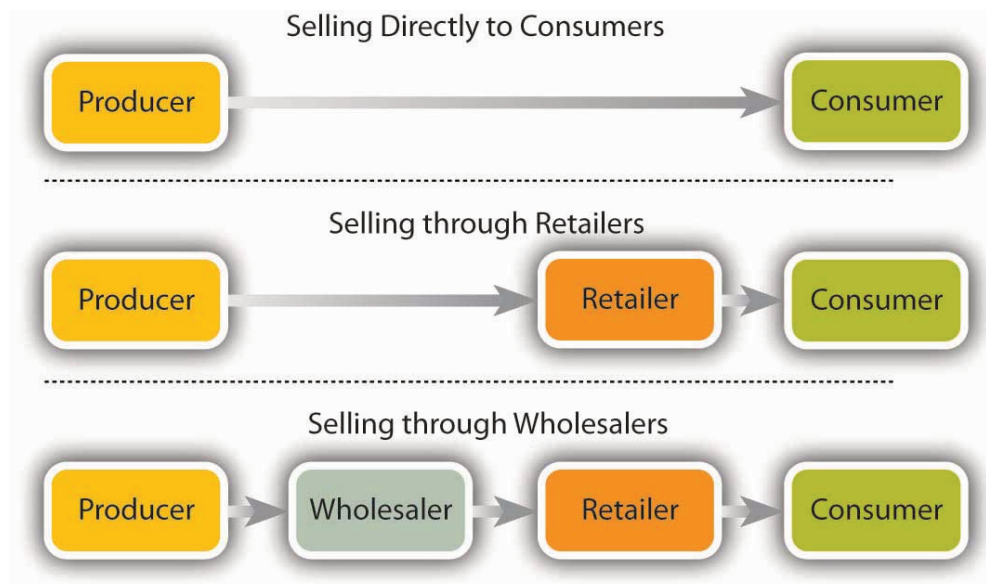 Selling Directly to Consumers
Producer Consumer
Selling through Retailers
Producer Retailer Consumer
Selling through Wholesalers
Producer Wholesaler Retailer Consumer